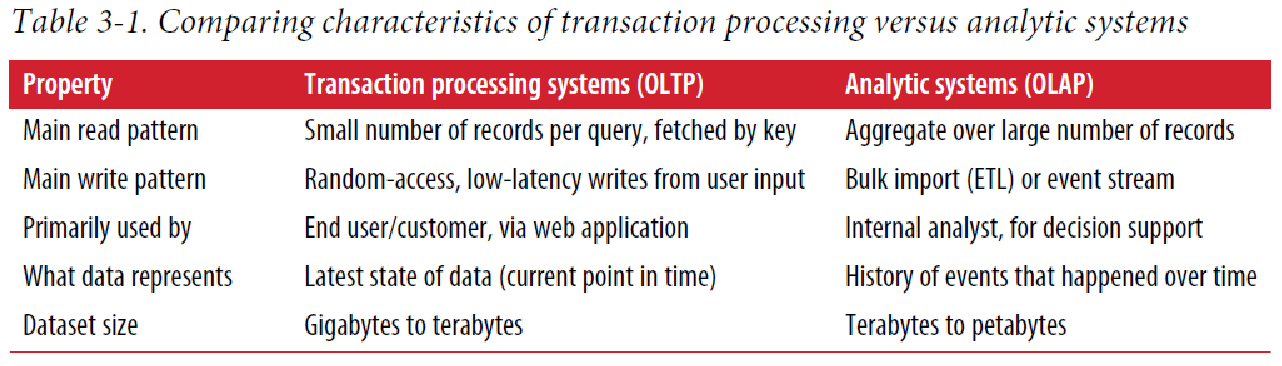 Table 3-1. Comparing characteristics of transaction processing versus analytic systems
Property Transaction processing systems (OLTP) Analytic systems (OLAP)
Main read pattern Small number of records per query, fetched by key Aggregate over large number of records
Main write pattern Random-access, low-latency writes from user input Bulk import (ETL) or event stream
Primarily used by End user/customer, via web application Internal analyst, for decision support
What data represents Latest state of data (current point in time) History of events that happened over time
Dataset size Gigabytes to terabytes Terabytes to petabytes